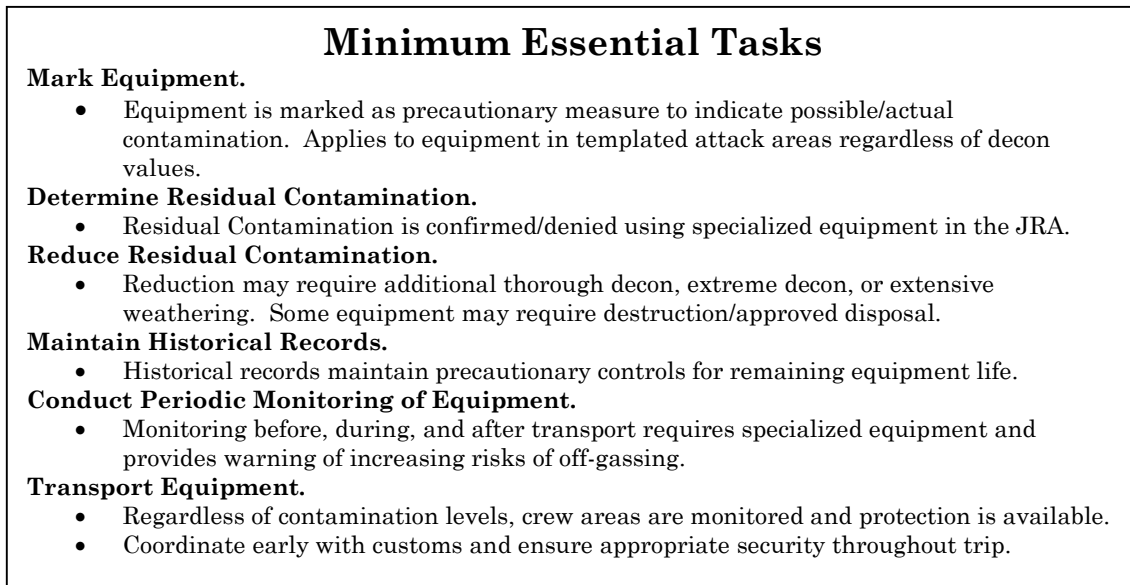 Minimum Essential Tasks
Mark Equipment.
• Equipment is marked as precautionary measure to indicate possible/actual
contamination. Applies to equipment in templated attack areas regardless of decon
values.
Determine Residual Contamination.
• Residual Contamination is confirmed/denied using specialized equipment in the JRA.
Reduce Residual Contamination.
• Reduction may require additional thorough decon, extreme decon, or extensive
weathering. Some equipment may require destruction/approved disposal.
Maintain Historical Records.
• Historical records maintain precautionary controls for remaining equipment life.
Conduct Periodic Monitoring of Equipment.
• Monitoring before, during, and after transport requires specialized equipment and
provides warning of increasing risks of off-gassing.
Transport Equipment.
• Regardless of contamination levels, crew areas are monitored and protection is available.
• Coordinate early with customs and ensure appropriate security throughout trip.